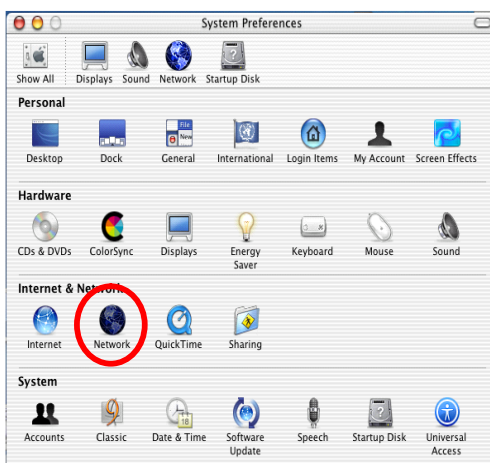 System Preferences
Show All Displays Sound Network Startup Disk
Personal
File
New
Desktop Dock General International Login Items My Account Screen Effects
Hardware
CDs & DVDs ColorSync Displays Energy Saver Keyboard Mouse Sound
Internet & Network
Internet Network QuickTime Sharing
System
18
Accounts Classic Date & Time Software Update Speech Startup Disk Universal Access